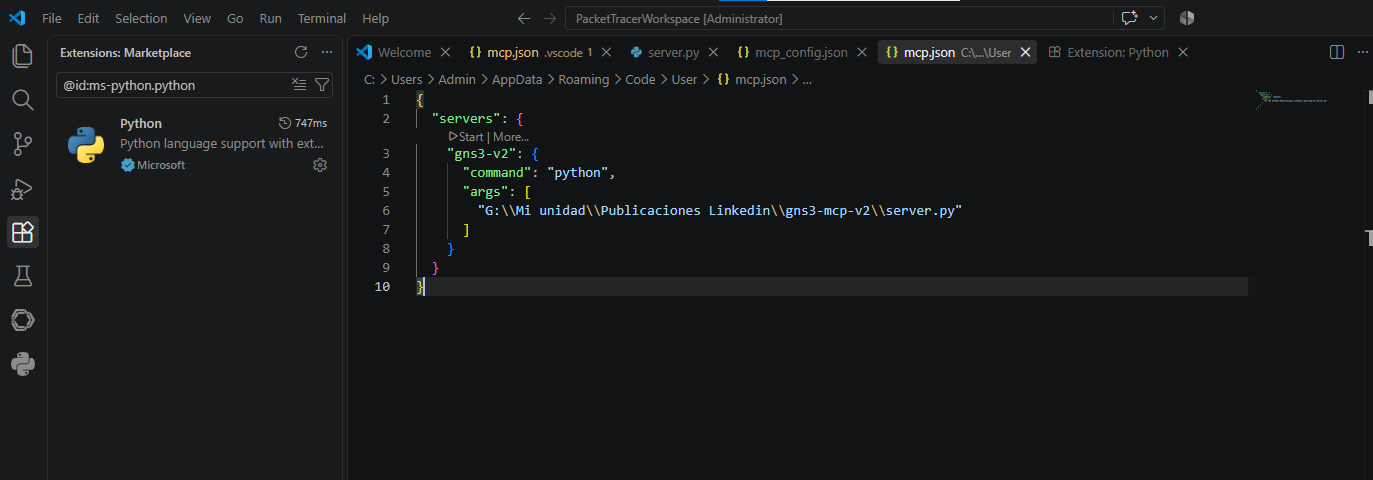 File Edit Selection View Go Run Terminal Help
PacketTracerWorkspace [Administrator]
Extensions: Marketplace
@id:ms-python.python
Python 747ms
Python language support with ext...
Microsoft
Welcome mcp.json .vscode 1 server.py mcp_config.json mcp.json C:\...\User Extension: Python
C: > Users > Admin > AppData > Roaming > Code > User > {} mcp.json > ...
1 {
2 "servers": {
Start | More...
3 "gns3-v2": {
4 "command": "python",
5 "args": [
6 "G:\\Mi unidad\\Publicaciones Linkedin\\gns3-mcp-v2\\server.py"
7 ]
8 }
9 }
10 }